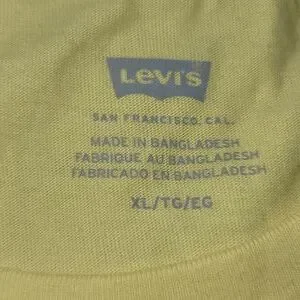 Levi's
SAN FRANCISCO, CAL.
MADE IN BANGLADESH
FABRIQUE AU BANGLADESH
FABRICADO EN BANGLADESH
XL/TG/EG